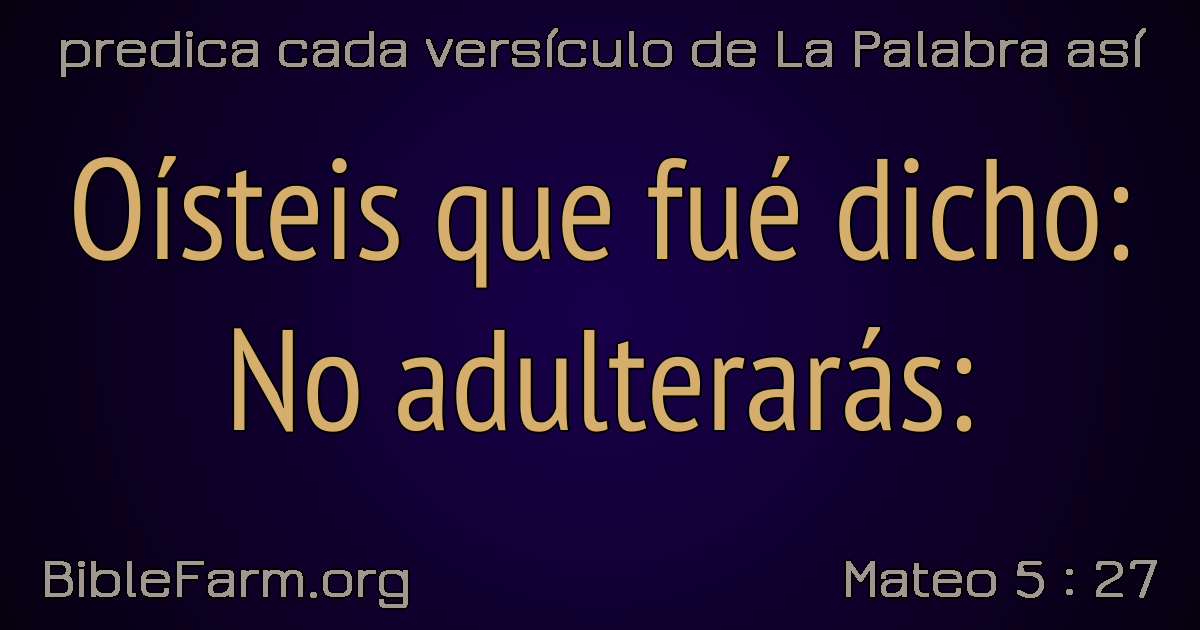 predica cada versículo de La Palabra así
Oísteis que fué dicho:
No adulterarás:
BibleFarm.org
Mateo 5 : 27